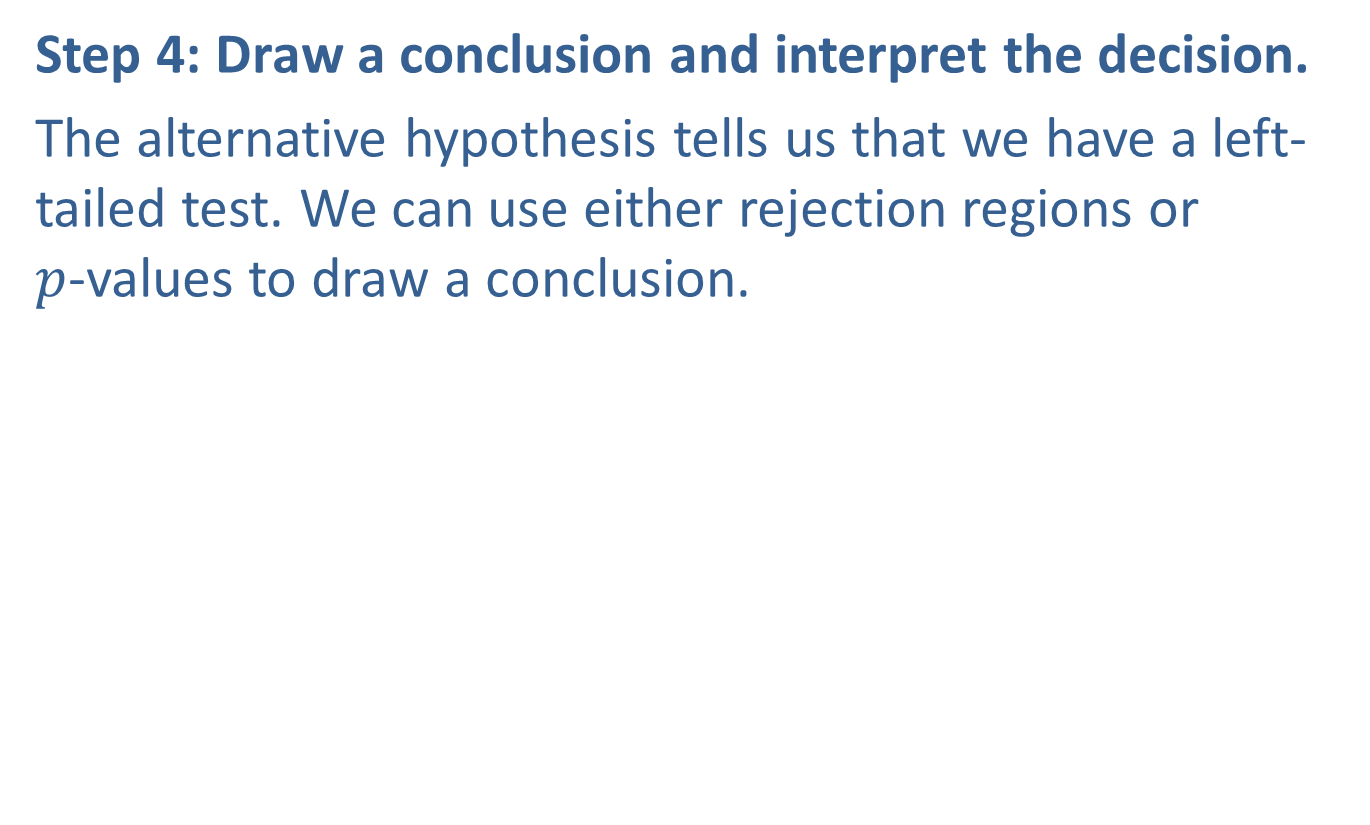 Step 4: Draw a conclusion and interpret the decision.
The alternative hypothesis tells us that we have a left-
tailed test. We can use either rejection regions or
p-values to draw a conclusion.